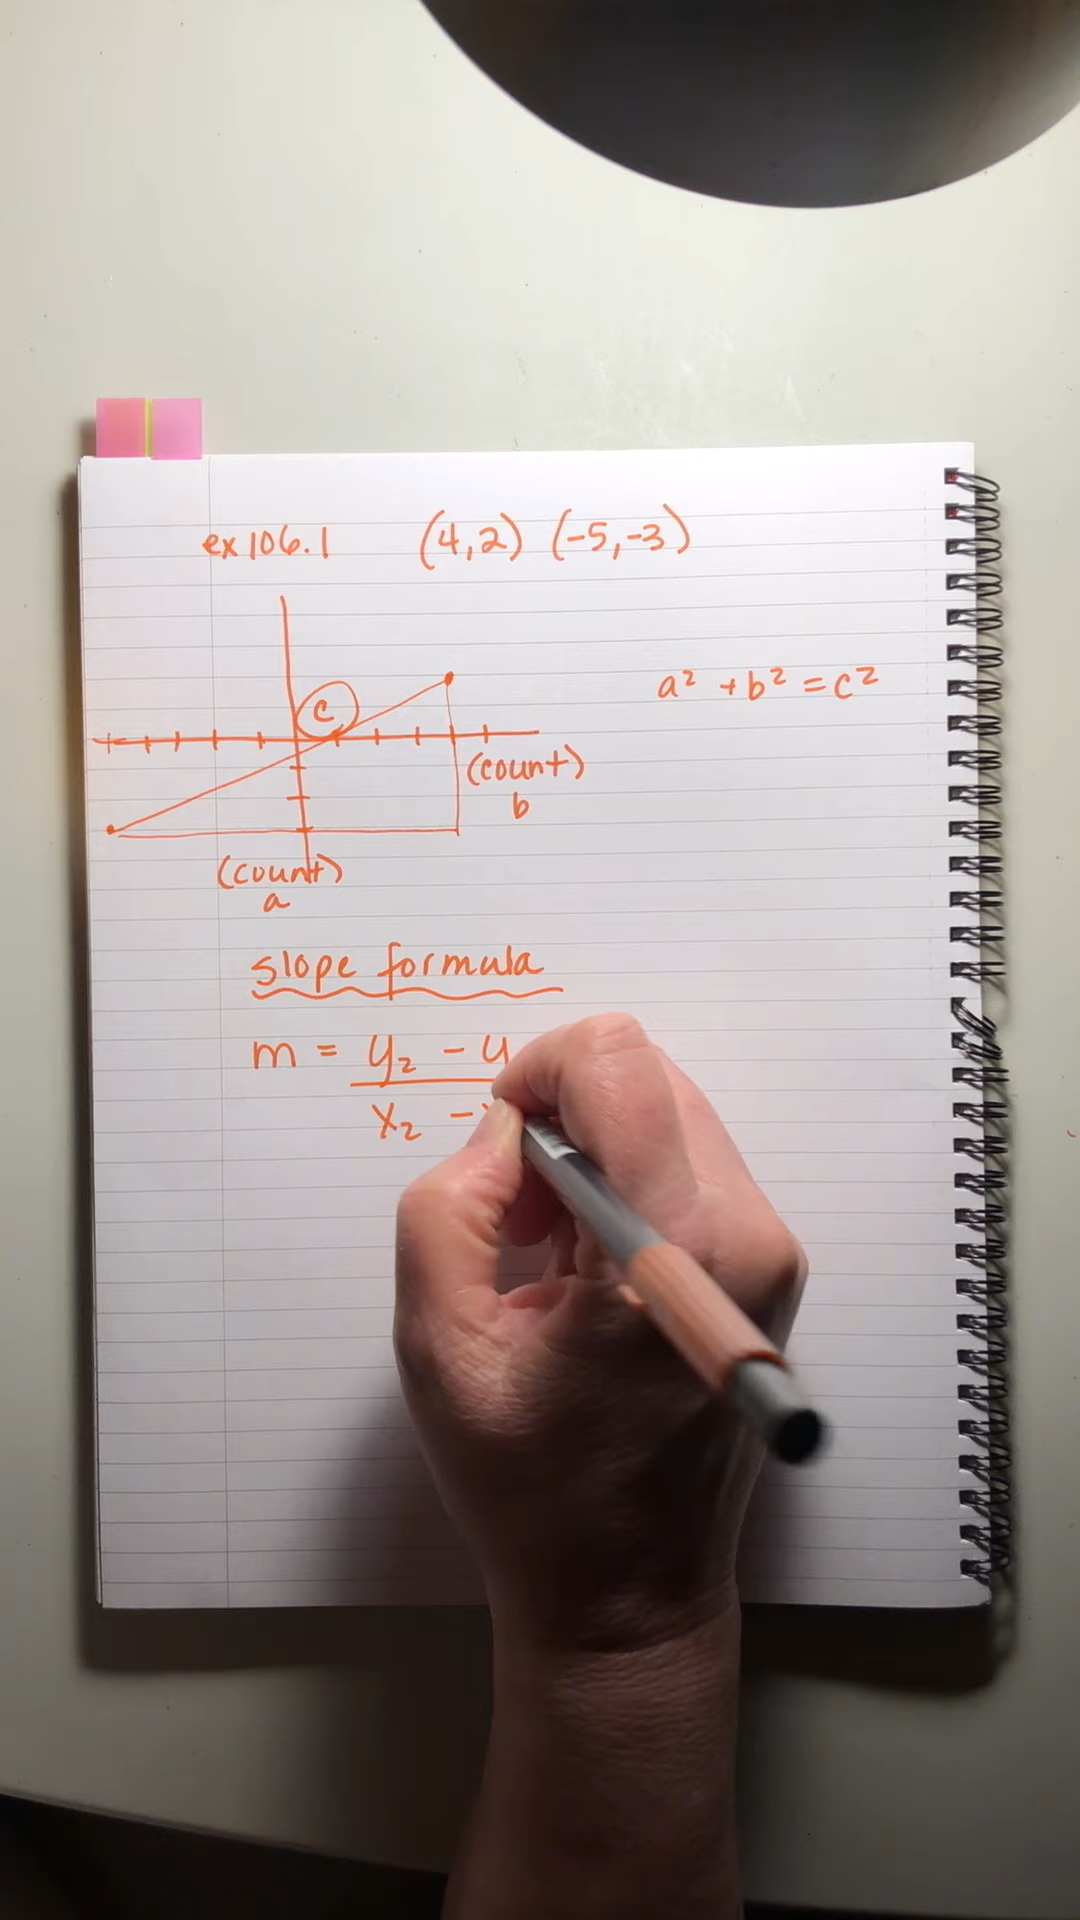 ex 106.1 (4,2) (-5,-3)
a² + b² = c²
c
(count)
b
(count)
a
slope formula
m = y₂ - y
x₂ -